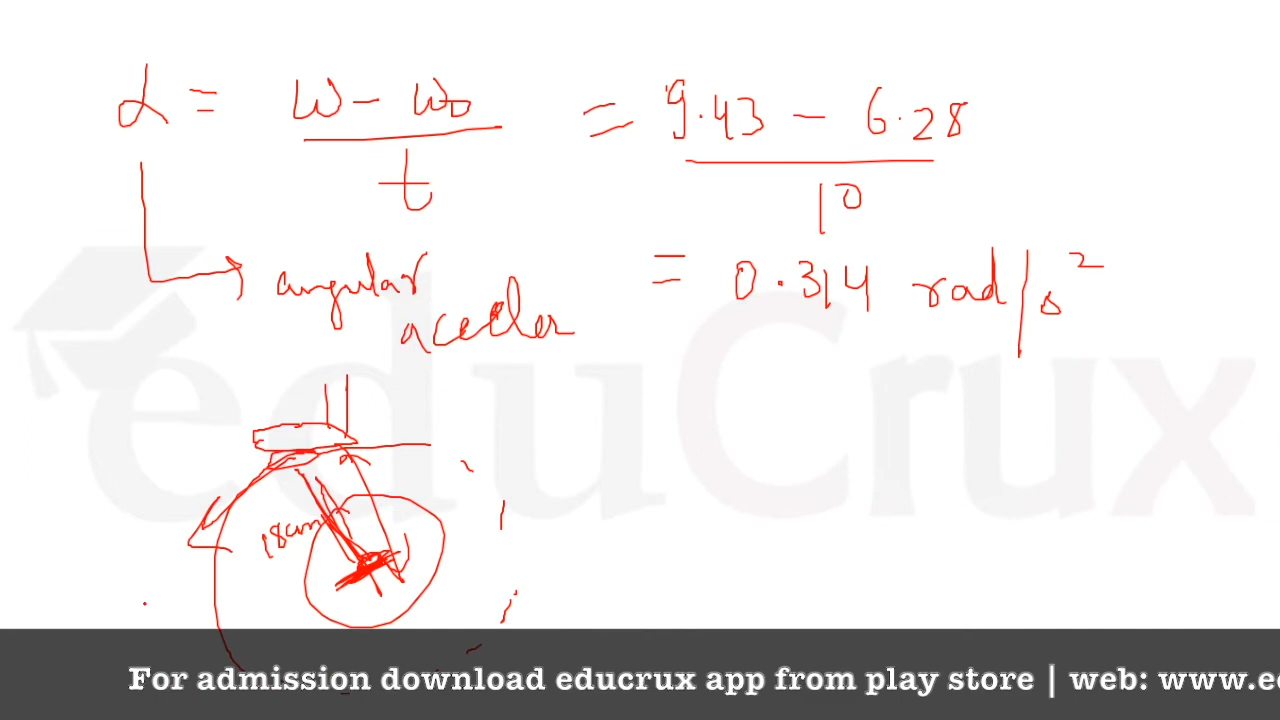 α = ω - ω₀ / t = 9.43 - 6.28 / 10
= 0.314 rad/s²
angular
acceler
18cm
eduCrux
For admission download educrux app from play store | web: www.e